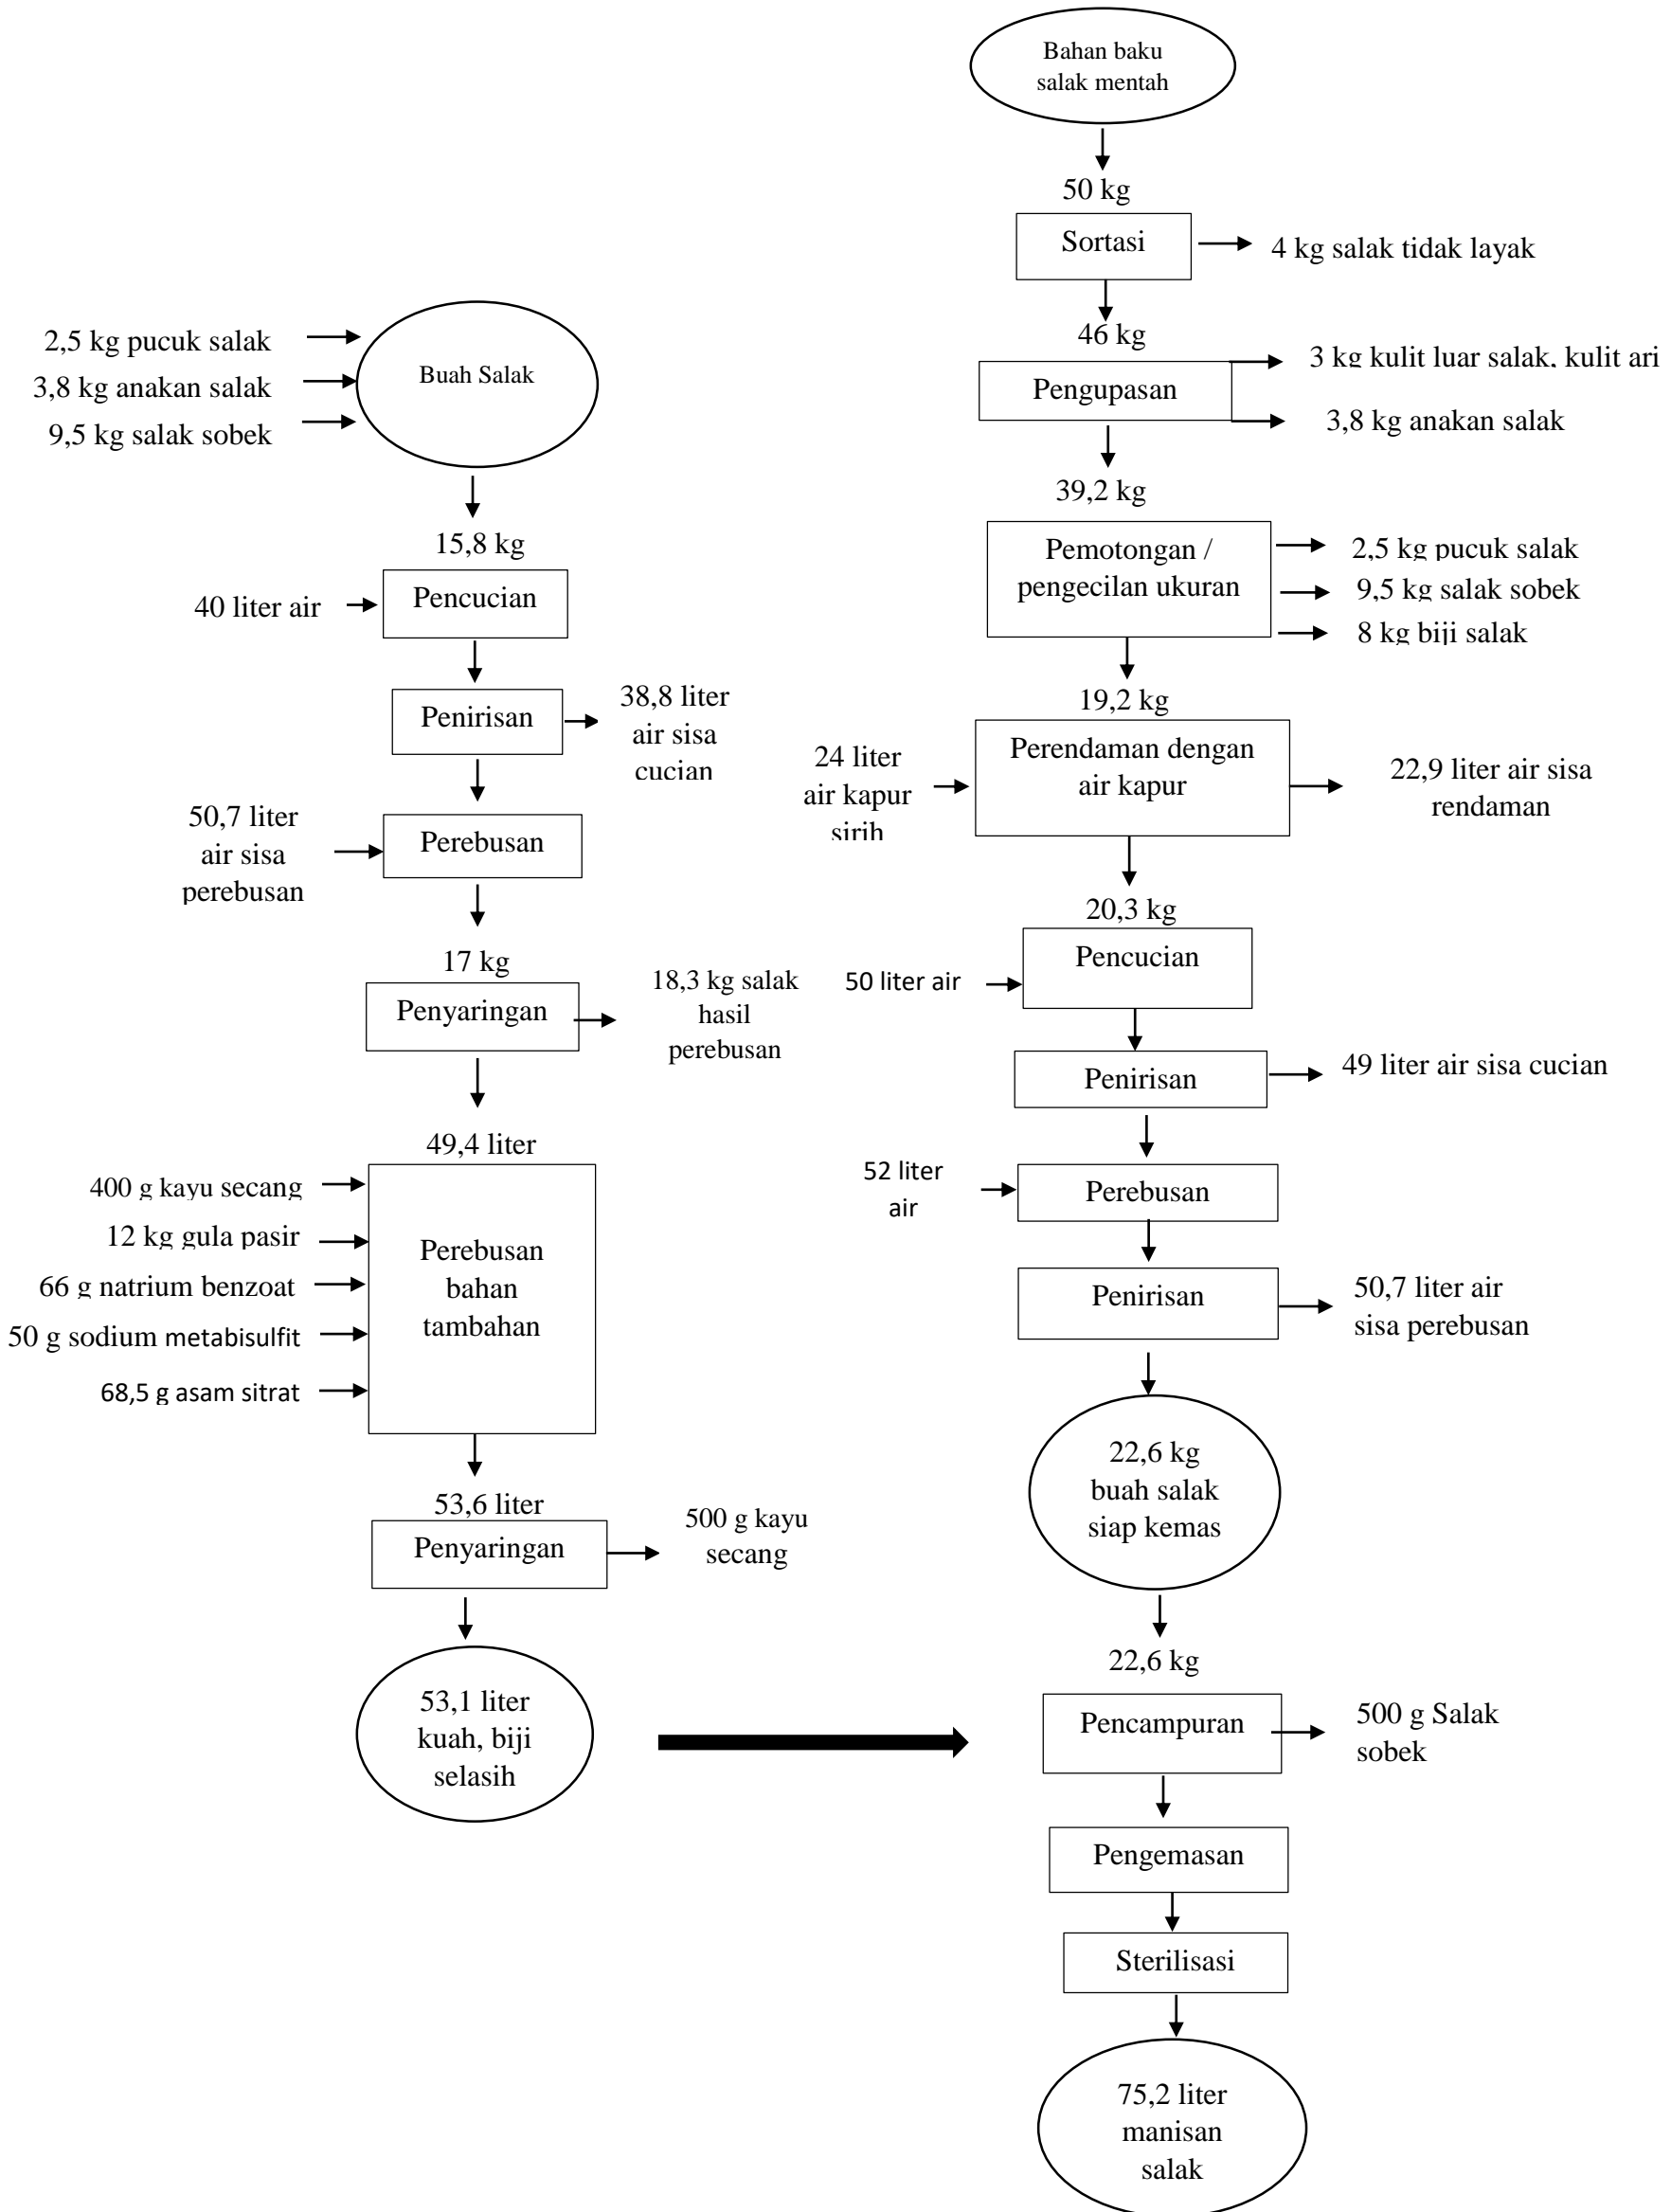 Bahan baku
salak mentah
50 kg
Sortasi
4 kg salak tidak layak
46 kg
Pengupasan
3 kg kulit luar salak, kulit ari
3,8 kg anakan salak
39,2 kg
Pemotongan /
pengecilan ukuran
2,5 kg pucuk salak
9,5 kg salak sobek
8 kg biji salak
19,2 kg
24 liter
air kapur
sirih
Perendaman dengan
air kapur
22,9 liter air sisa
rendaman
20,3 kg
50 liter air
Pencucian
Penirisan
49 liter air sisa cucian
52 liter
air
Perebusan
Penirisan
50,7 liter air
sisa perebusan
22,6 kg
buah salak
siap kemas
22,6 kg
Pencampuran
500 g Salak
sobek
Pengemasan
Sterilisasi
75,2 liter
manisan
salak
2,5 kg pucuk salak
3,8 kg anakan salak
9,5 kg salak sobek
Buah Salak
15,8 kg
40 liter air
Pencucian
Penirisan
38,8 liter
air sisa
cucian
50,7 liter
air sisa
perebusan
Perebusan
17 kg
Penyaringan
18,3 kg salak
hasil
perebusan
49,4 liter
400 g kayu secang
12 kg gula pasir
66 g natrium benzoat
50 g sodium metabisulfit
68,5 g asam sitrat
Perebusan
bahan
tambahan
53,6 liter
Penyaringan
500 g kayu
secang
53,1 liter
kuah, biji
selasih